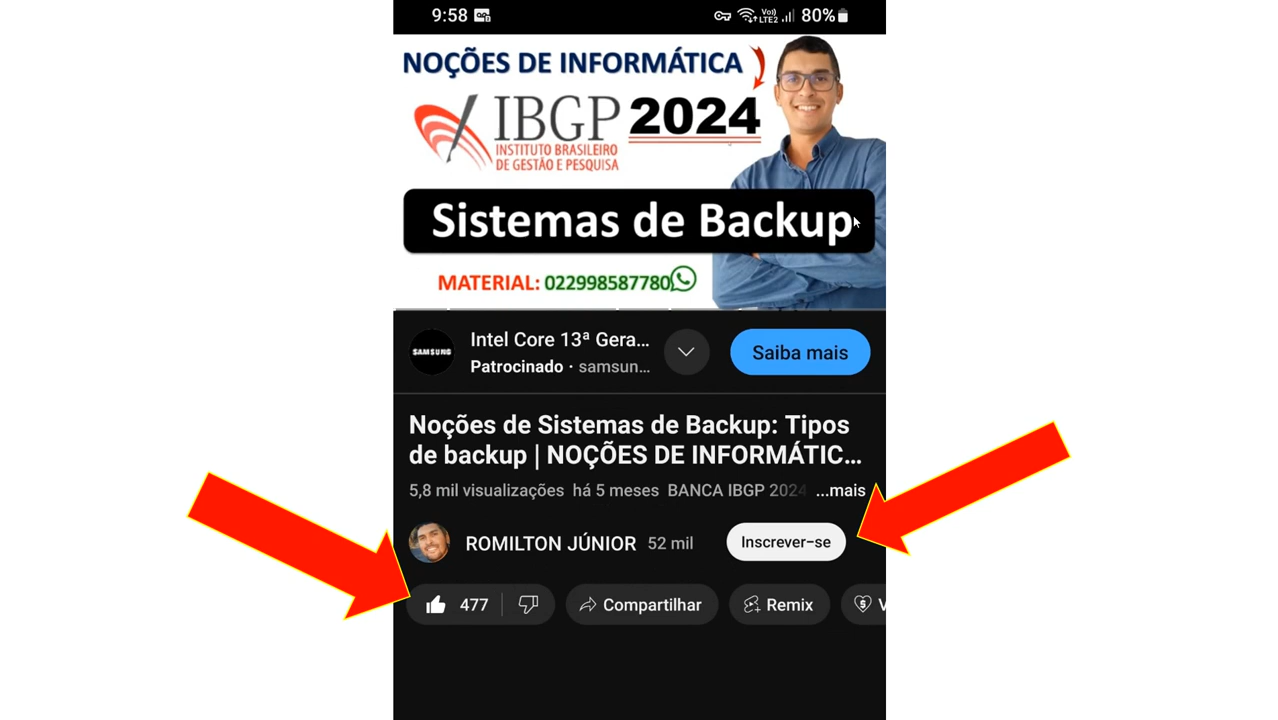 9:58
Vo))
LTE2
80%
NOÇÕES DE INFORMÁTICA
IBGP 2024
INSTITUTO BRASILEIRO
DE GESTÃO E PESQUISA
Sistemas de Backup
MATERIAL: 022998587780
SAMSUNG
Intel Core 13ª Gera...
Patrocinado · samsun...
Saiba mais
Noções de Sistemas de Backup: Tipos
de backup | NOÇÕES DE INFORMÁTIC...
5,8 mil visualizações há 5 meses BANCA IBGP 2024 ...mais
ROMILTON JÚNIOR 52 mil
Inscrever-se
477
Compartilhar
Remix
V